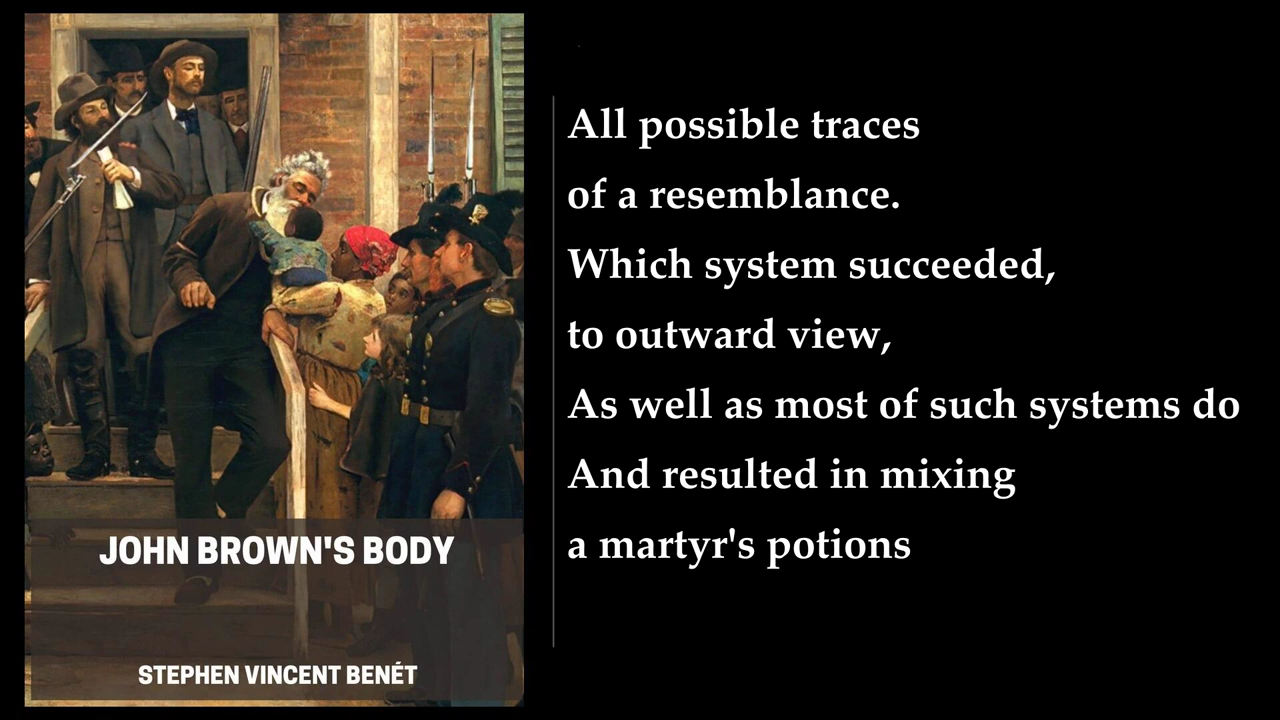 All possible traces
of a resemblance.
Which system succeeded,
to outward view,
As well as most of such systems do
And resulted in mixing
a martyr's potions
JOHN BROWN'S BODY
STEPHEN VINCENT BENÉT